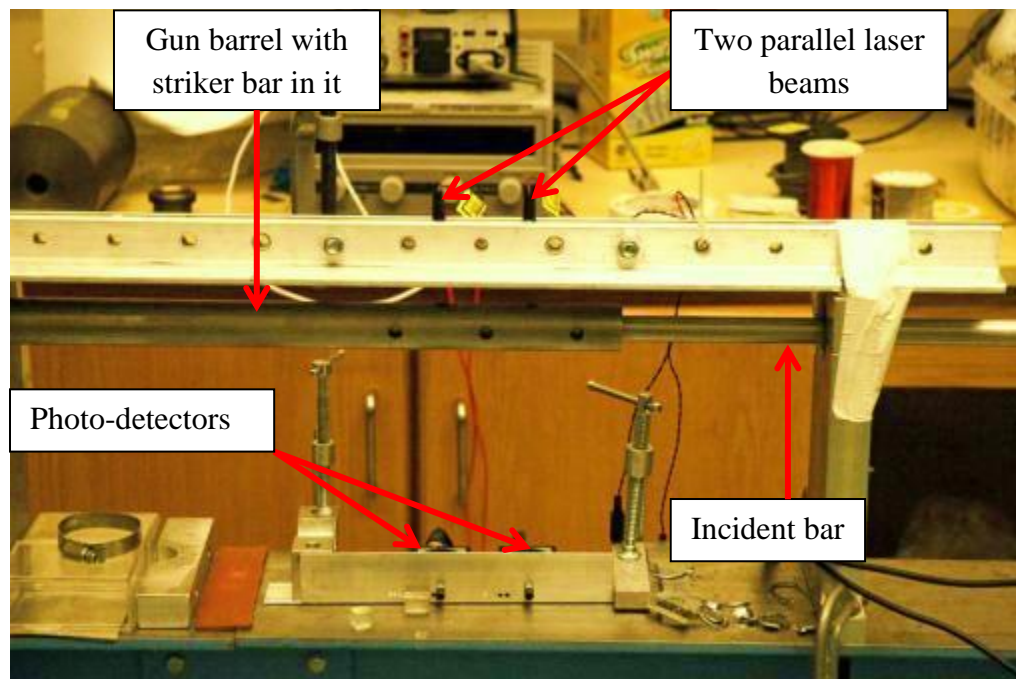 Gun barrel with
striker bar in it
Two parallel laser
beams
Photo-detectors
Incident bar